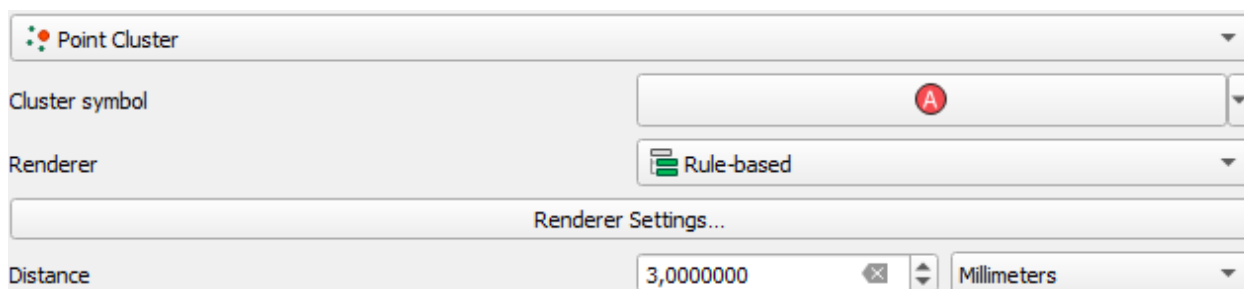 Point Cluster
Cluster symbol A
Renderer Rule-based
Renderer Settings...
Distance 3,0000000 Millimeters